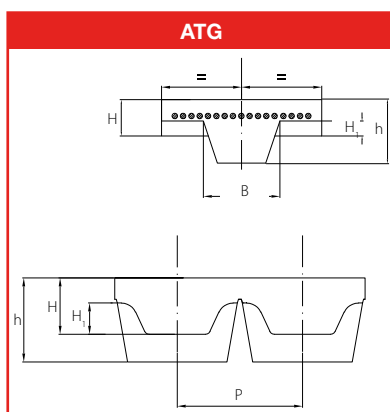 ATG
= =
H H₁ h
B
h H H₁
P